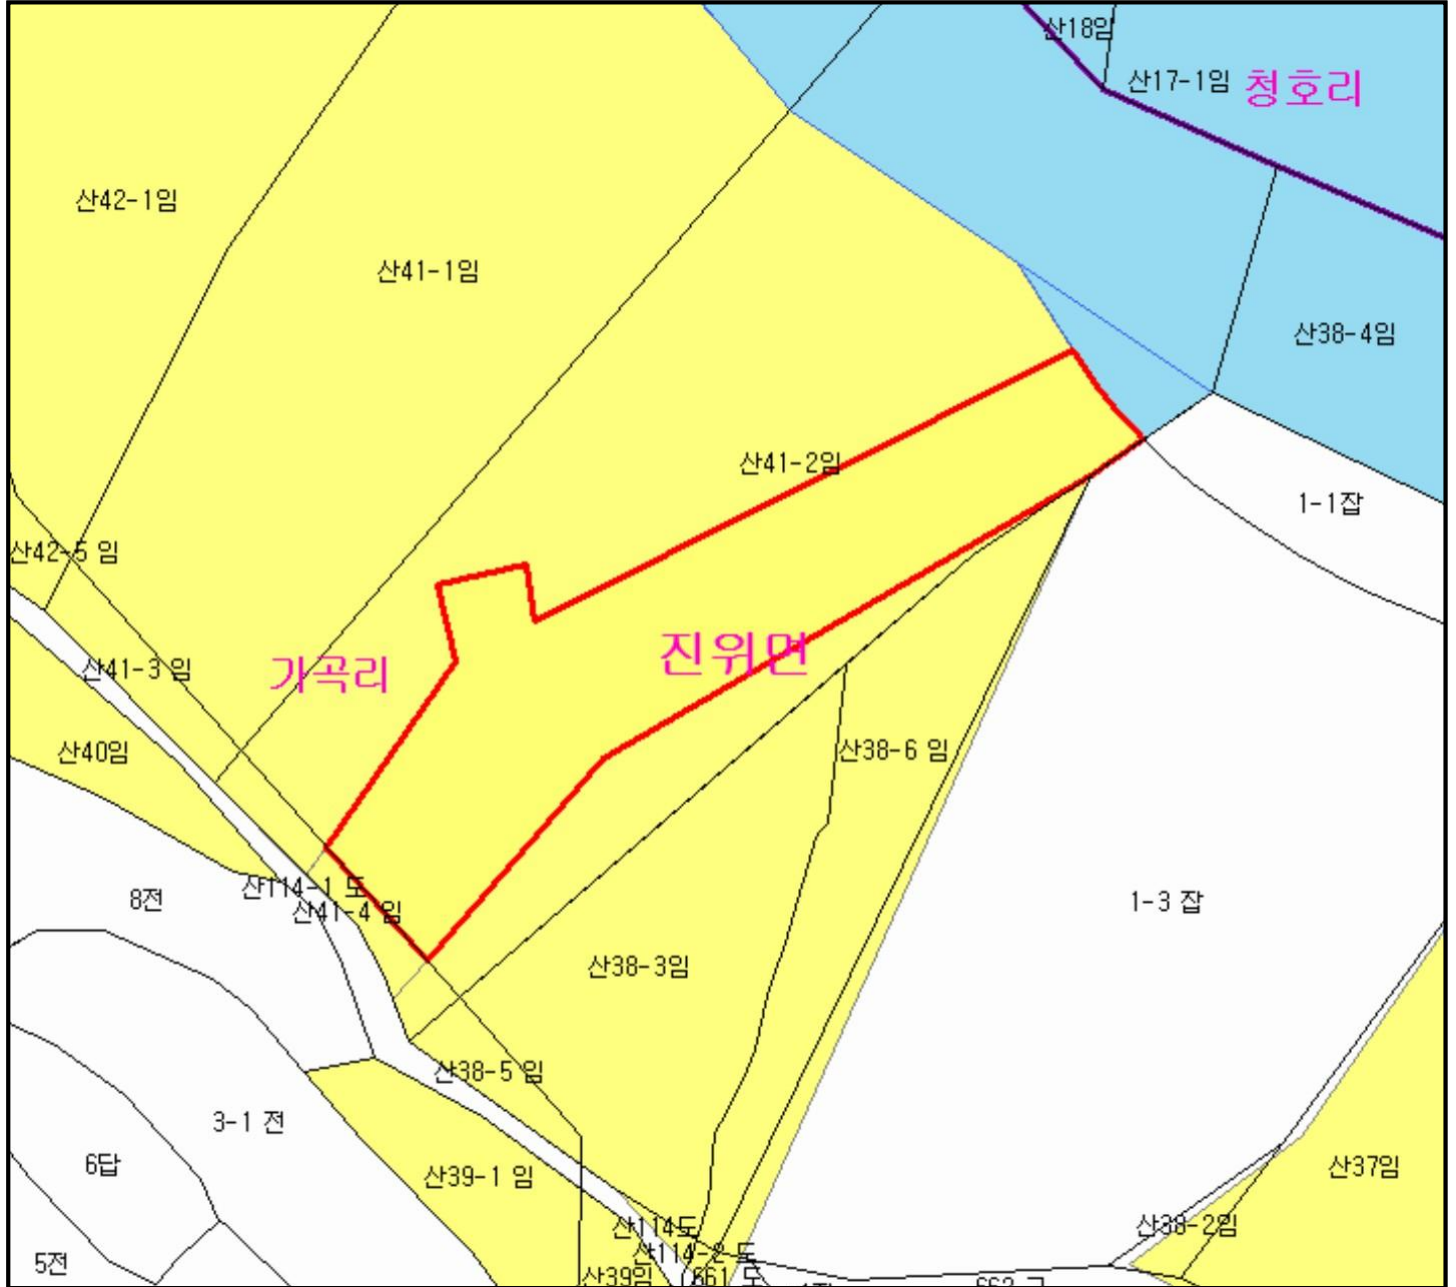 산18임
산17-1임
청호리
산42-1임
산41-1임
산38-4임
산41-2임
1-1잡
산42-5 임
진위면
산41-3 임
가곡리
산40임
산38-6 임
8전
산114-1 도
산41-4 임
1-3 잡
산38-3임
산38-5 임
3-1 전
6답
산39-1 임
산37임
산114도
산38-2임
산114-2 도
5전
산39임
661 도